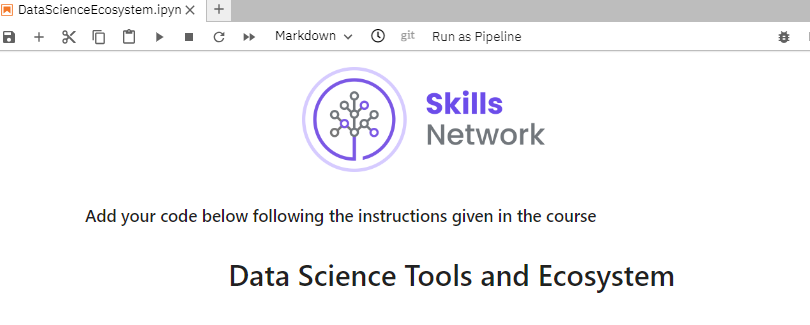 DataScienceEcosystem.ipyn
Markdown git Run as Pipeline
Skills
Network
Add your code below following the instructions given in the course
Data Science Tools and Ecosystem